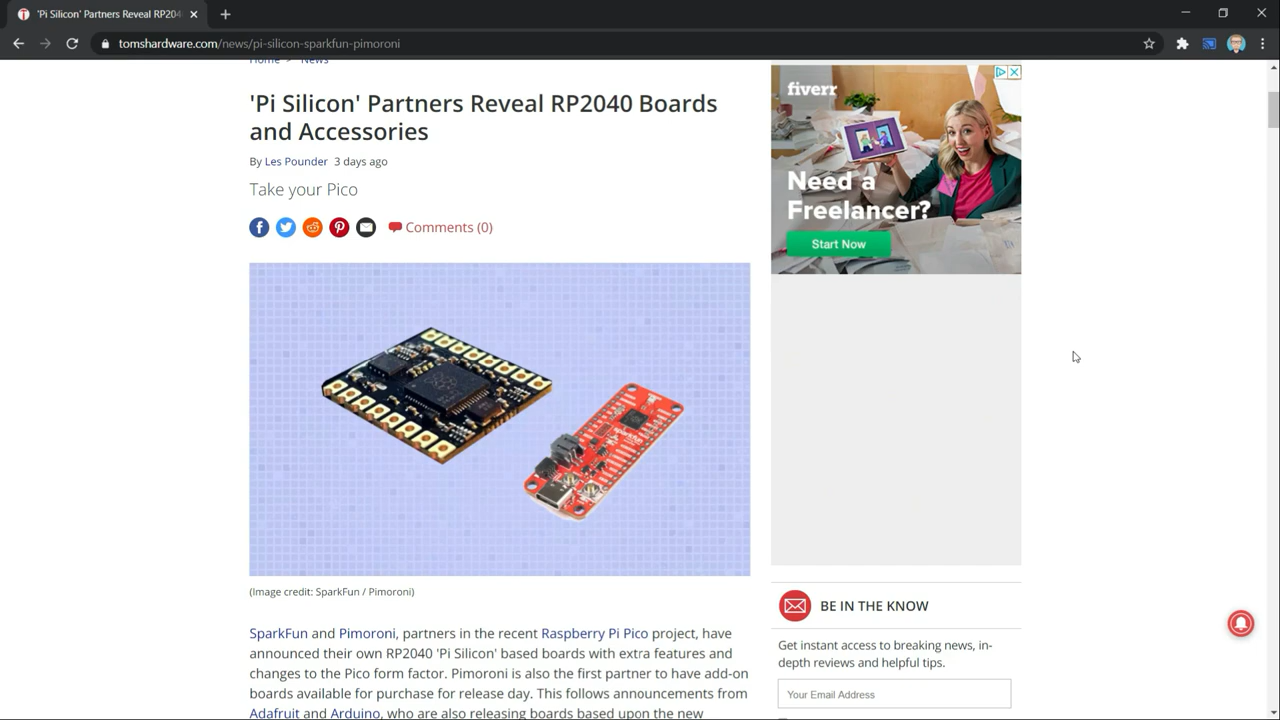 'Pi Silicon' Partners Reveal RP204
tomshardware.com/news/pi-silicon-sparkfun-pimoroni
Home > News
'Pi Silicon' Partners Reveal RP2040 Boards
and Accessories
By Les Pounder 3 days ago
Take your Pico
Comments (0)
(Image credit: SparkFun / Pimoroni)
SparkFun and Pimoroni, partners in the recent Raspberry Pi Pico project, have
announced their own RP2040 'Pi Silicon' based boards with extra features and
changes to the Pico form factor. Pimoroni is also the first partner to have add-on
boards available for purchase for release day. This follows announcements from
Adafruit and Arduino, who are also releasing boards based upon the new
fiverr
Need a
Freelancer?
Start Now
BE IN THE KNOW
Get instant access to breaking news, in-
depth reviews and helpful tips.
Your Email Address